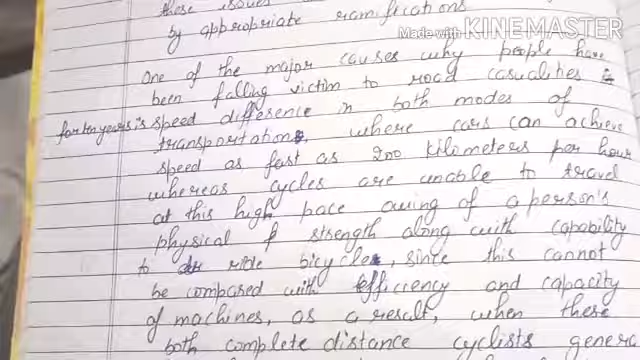 these issues
by appropriate ramifications
Made with KINEMASTER
One of the major causes why people have
been falling victim to road casualities is
for ten years is speed difference in both modes of
transportation, where cars can achieve
speed as fast as 200 kilometers per hour
whereas cycles are unable to travel
at this high pace owing of a person's
physical & strength along with capability
to ride bicycle, since this cannot
be compared with efficiency and capacity
of machines, as a result, when these
both complete distance cyclists genera